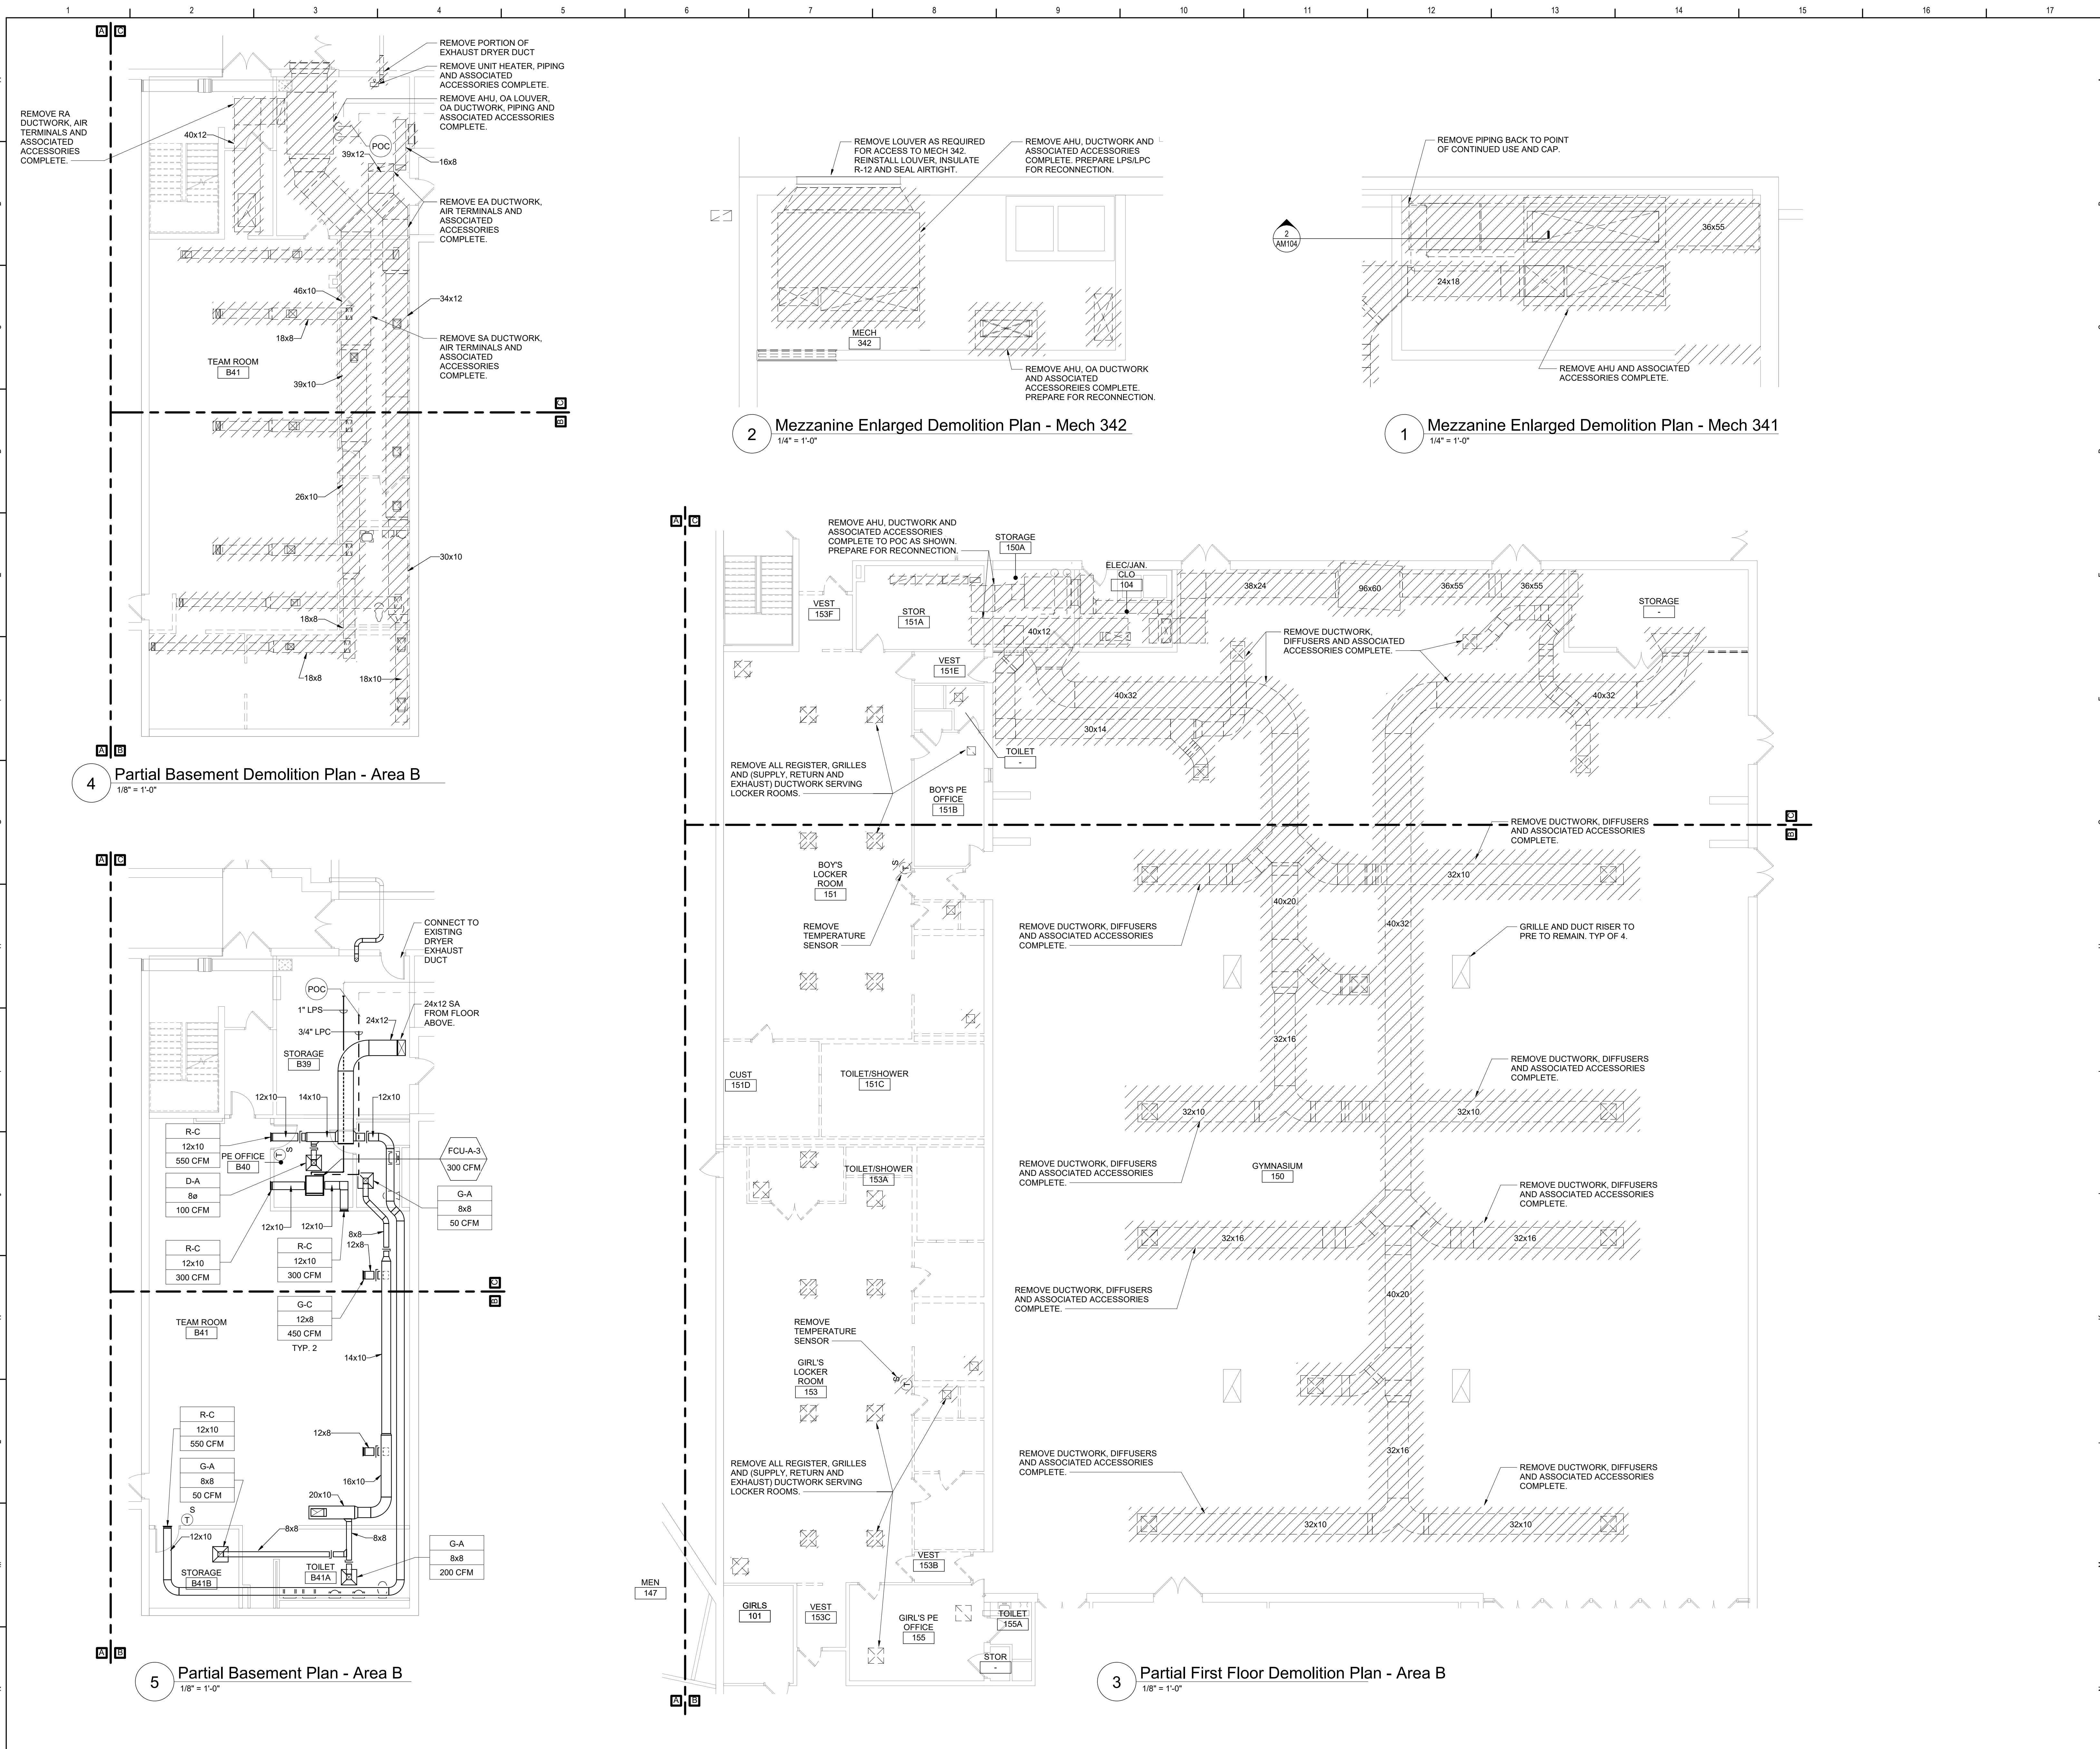 1 2 3 4 5 6 7 8 9 10 11 12 13 14 15 16 17
A C
REMOVE PORTION OF
EXHAUST DRYER DUCT
REMOVE UNIT HEATER, PIPING
AND ASSOCIATED
ACCESSORIES COMPLETE.
REMOVE AHU, OA LOUVER,
OA DUCTWORK, PIPING AND
ASSOCIATED ACCESSORIES
COMPLETE.
REMOVE RA
DUCTWORK, AIR
TERMINALS AND
ASSOCIATED
ACCESSORIES
COMPLETE.
40x12
POC
39x12
16x8
REMOVE EA DUCTWORK,
AIR TERMINALS AND
ASSOCIATED
ACCESSORIES
COMPLETE.
46x10
34x12
18x8
REMOVE SA DUCTWORK,
AIR TERMINALS AND
ASSOCIATED
ACCESSORIES
COMPLETE.
TEAM ROOM
B41
39x10
C
B
26x10
30x10
18x8
18x8
18x10
A B
4
Partial Basement Demolition Plan - Area B
1/8" = 1'-0"
REMOVE LOUVER AS REQUIRED
FOR ACCESS TO MECH 342.
REINSTALL LOUVER, INSULATE
R-12 AND SEAL AIRTIGHT.
REMOVE AHU, DUCTWORK AND
ASSOCIATED ACCESSORIES
COMPLETE. PREPARE LPS/LPC
FOR RECONNECTION.
MECH
342
REMOVE AHU, OA DUCTWORK
AND ASSOCIATED
ACCESSOREIES COMPLETE.
PREPARE FOR RECONNECTION.
2
Mezzanine Enlarged Demolition Plan - Mech 342
1/4" = 1'-0"
REMOVE PIPING BACK TO POINT
OF CONTINUED USE AND CAP.
2
AM104
36x55
24x18
REMOVE AHU AND ASSOCIATED
ACCESSORIES COMPLETE.
1
Mezzanine Enlarged Demolition Plan - Mech 341
1/4" = 1'-0"
A C
CONNECT TO
EXISTING
DRYER
EXHAUST
DUCT
POC
1" LPS
24x12 SA
FROM FLOOR
ABOVE.
24x12
3/4" LPC
STORAGE
B39
12x10
14x10
12x10
R-C
12x10
550 CFM
PE OFFICE
B40
S
T
FCU-A-3
300 CFM
D-A
8ø
100 CFM
G-A
8x8
50 CFM
12x10
12x10
8x8
12x8
R-C
12x10
300 CFM
R-C
12x10
300 CFM
C
B
G-C
12x8
450 CFM
TYP. 2
TEAM ROOM
B41
14x10
R-C
12x10
550 CFM
12x8
G-A
8x8
50 CFM
16x10
20x10
S
T
12x10
8x8
8x8
G-A
8x8
200 CFM
STORAGE
B41B
TOILET
B41A
A B
5
Partial Basement Plan - Area B
1/8" = 1'-0"
A C
REMOVE AHU, DUCTWORK AND
ASSOCIATED ACCESSORIES
COMPLETE TO POC AS SHOWN.
PREPARE FOR RECONNECTION.
STORAGE
150A
ELEC/JAN.
CLO
104
38x24
96x60
36x55
36x55
VEST
153F
STOR
151A
STORAGE
-
40x12
REMOVE DUCTWORK,
DIFFUSERS AND ASSOCIATED
ACCESSORIES COMPLETE.
VEST
151E
40x32
40x32
30x14
TOILET
-
REMOVE ALL REGISTER, GRILLES
AND (SUPPLY, RETURN AND
EXHAUST) DUCTWORK SERVING
LOCKER ROOMS.
BOY'S PE
OFFICE
151B
C
B
REMOVE DUCTWORK, DIFFUSERS
AND ASSOCIATED ACCESSORIES
COMPLETE.
BOY'S
LOCKER
ROOM
151
S
T
32x10
40x20
40x32
REMOVE
TEMPERATURE
SENSOR
REMOVE DUCTWORK, DIFFUSERS
AND ASSOCIATED ACCESSORIES
COMPLETE.
GRILLE AND DUCT RISER TO
PRE TO REMAIN. TYP OF 4.
32x16
REMOVE DUCTWORK, DIFFUSERS
AND ASSOCIATED ACCESSORIES
COMPLETE.
CUST
151D
TOILET/SHOWER
151C
32x10
32x10
REMOVE DUCTWORK, DIFFUSERS
AND ASSOCIATED ACCESSORIES
COMPLETE.
GYMNASIUM
150
TOILET/SHOWER
153A
REMOVE DUCTWORK, DIFFUSERS
AND ASSOCIATED ACCESSORIES
COMPLETE.
32x16
32x16
REMOVE DUCTWORK, DIFFUSERS
AND ASSOCIATED ACCESSORIES
COMPLETE.
40x20
REMOVE
TEMPERATURE
SENSOR
GIRL'S
LOCKER
ROOM
153
S
T
REMOVE ALL REGISTER, GRILLES
AND (SUPPLY, RETURN AND
EXHAUST) DUCTWORK SERVING
LOCKER ROOMS.
REMOVE DUCTWORK, DIFFUSERS
AND ASSOCIATED ACCESSORIES
COMPLETE.
32x16
REMOVE DUCTWORK, DIFFUSERS
AND ASSOCIATED ACCESSORIES
COMPLETE.
32x10
32x10
VEST
153B
MEN
147
GIRLS
101
VEST
153C
GIRL'S PE
OFFICE
155
TOILET
155A
STOR
-
A B
3
Partial First Floor Demolition Plan - Area B
1/8" = 1'-0"